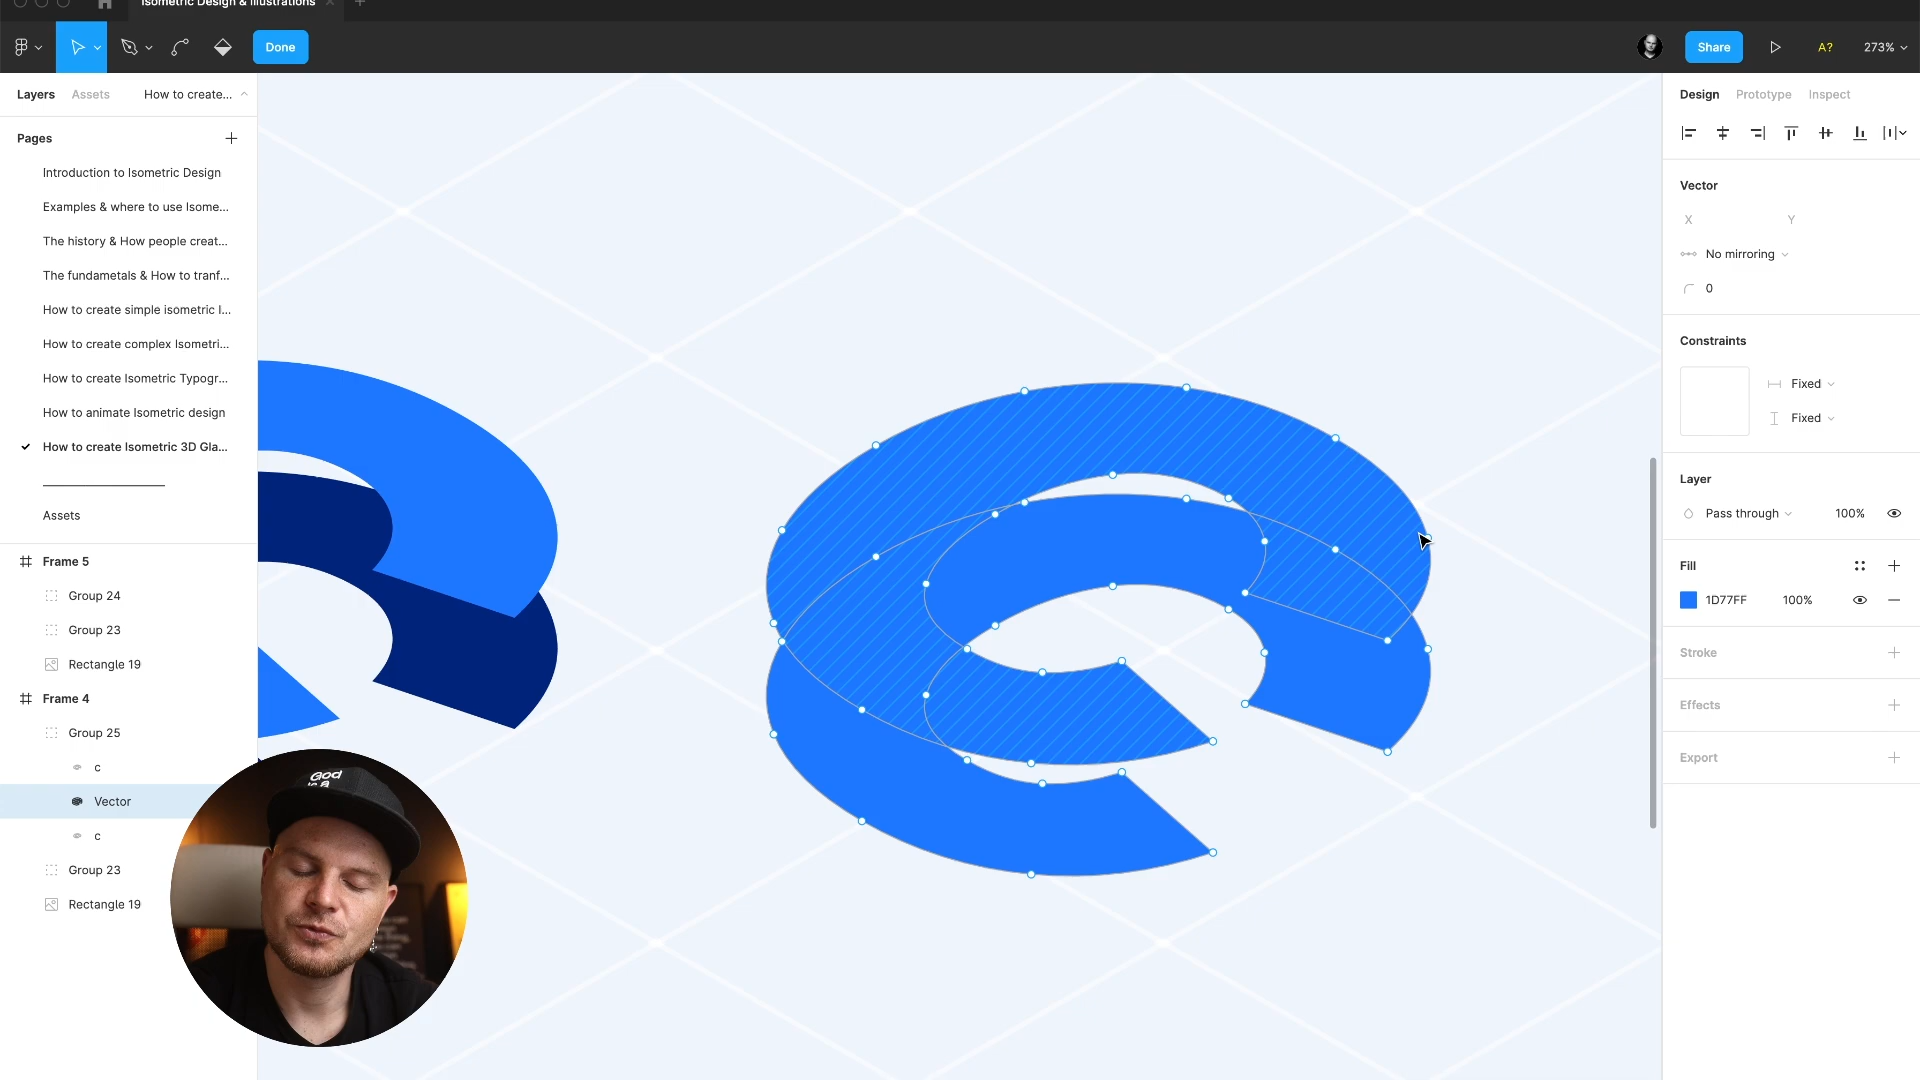 Isometric Design & Illustrations
Done
Share
A?
273%
Layers
Assets
How to create...
Pages
Introduction to Isometric Design
Examples & where to use Isome...
The history & How people creat...
The fundametals & How to tranf...
How to create simple isometric I...
How to create complex Isometri...
How to create Isometric Typogr...
How to animate Isometric design
How to create Isometric 3D Gla...
Assets
Frame 5
Group 24
Group 23
Rectangle 19
Frame 4
Group 25
c
Vector
c
Group 23
Rectangle 19
God
is a
Design
Prototype
Inspect
Vector
X
Y
No mirroring
0
Constraints
Fixed
Fixed
Layer
Pass through
100%
Fill
1D77FF
100%
Stroke
Effects
Export